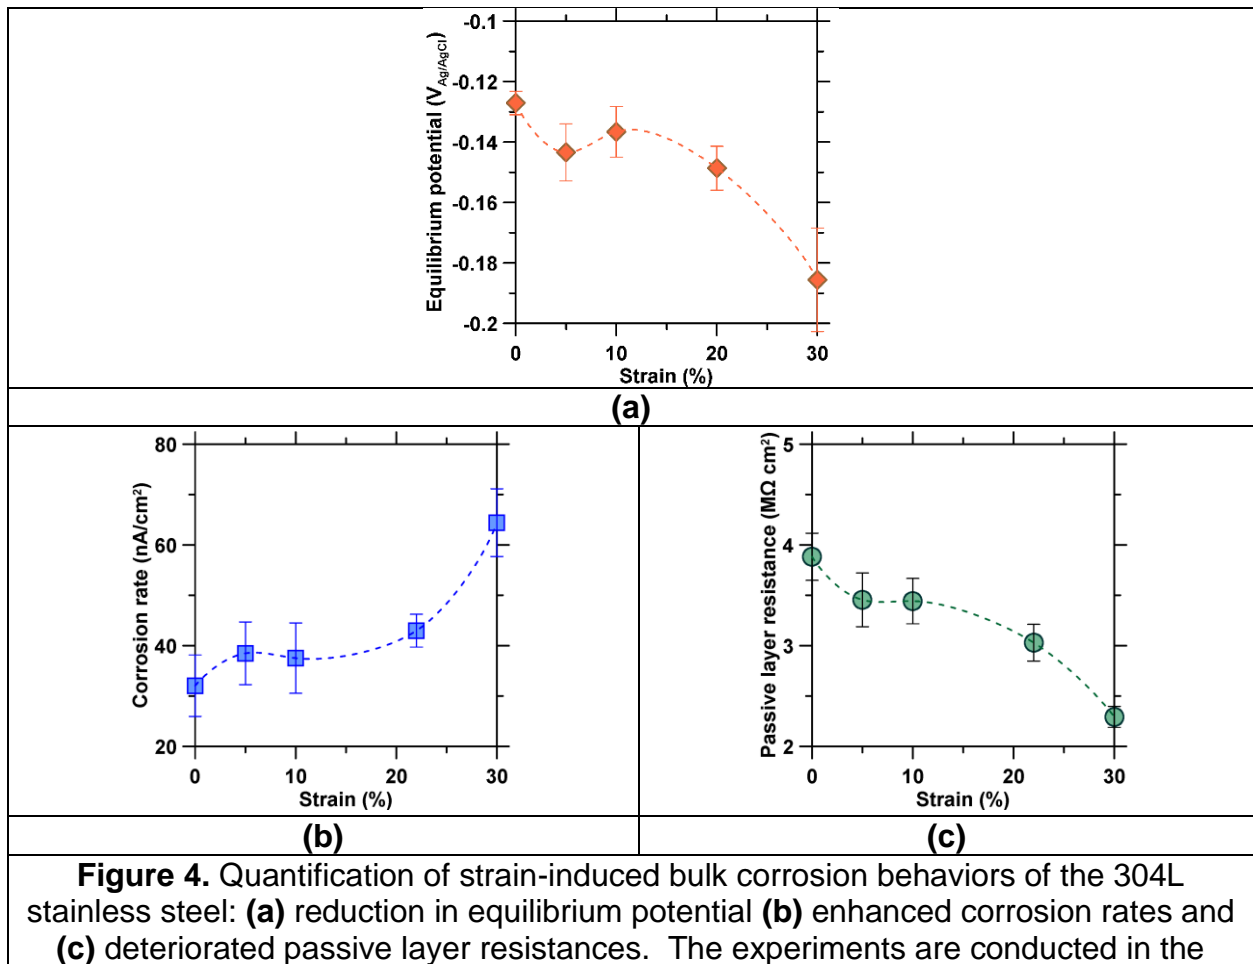 -0.1
-0.12
-0.14
-0.16
-0.18
-0.2
Equilibrium potential (V_Ag/AgCl)
0 10 20 30
Strain (%)
(a)
80
60
40
20
Corrosion rate (nA/cm²)
0 10 20 30
Strain (%)
5
4
3
2
Passive layer resistance (MΩ cm²)
0 10 20 30
Strain (%)
(b)
(c)
Figure 4. Quantification of strain-induced bulk corrosion behaviors of the 304L
stainless steel: (a) reduction in equilibrium potential (b) enhanced corrosion rates and
(c) deteriorated passive layer resistances. The experiments are conducted in the